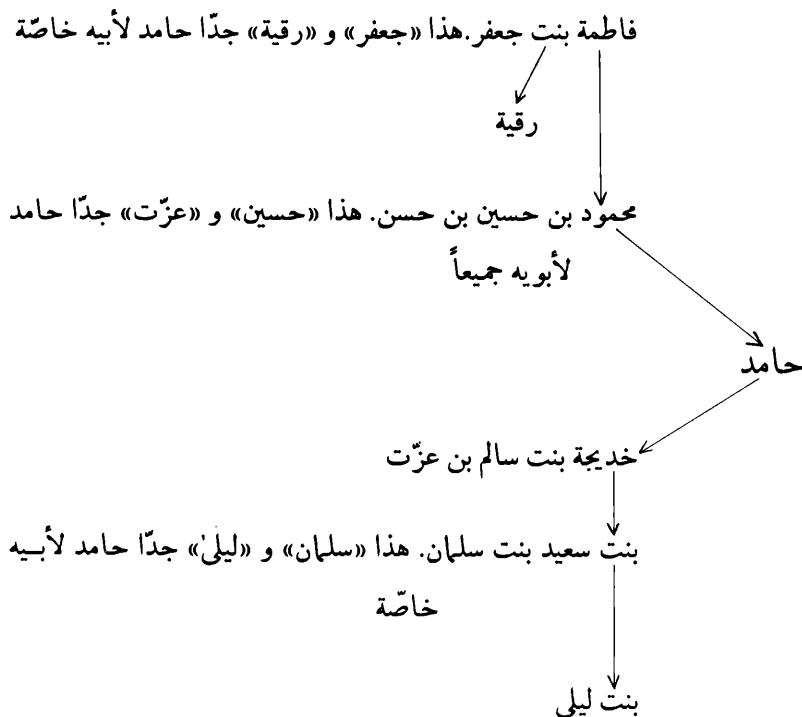 فاطمة بنت جعفر.هذا «جعفر» و «رقية» جدّا حامد لأبيه خاصّة
رقية
محمود بن حسين بن حسن. هذا «حسين» و «عزّت» جدّا حامد
لأبويه جميعاً
حامد
خديجة بنت سالم بن عزّت
بنت سعيد بنت سلمان. هذا «سلمان» و «ليلىٰ» جدّا حامد لأبـيه
خاصّة
بنت ليلى